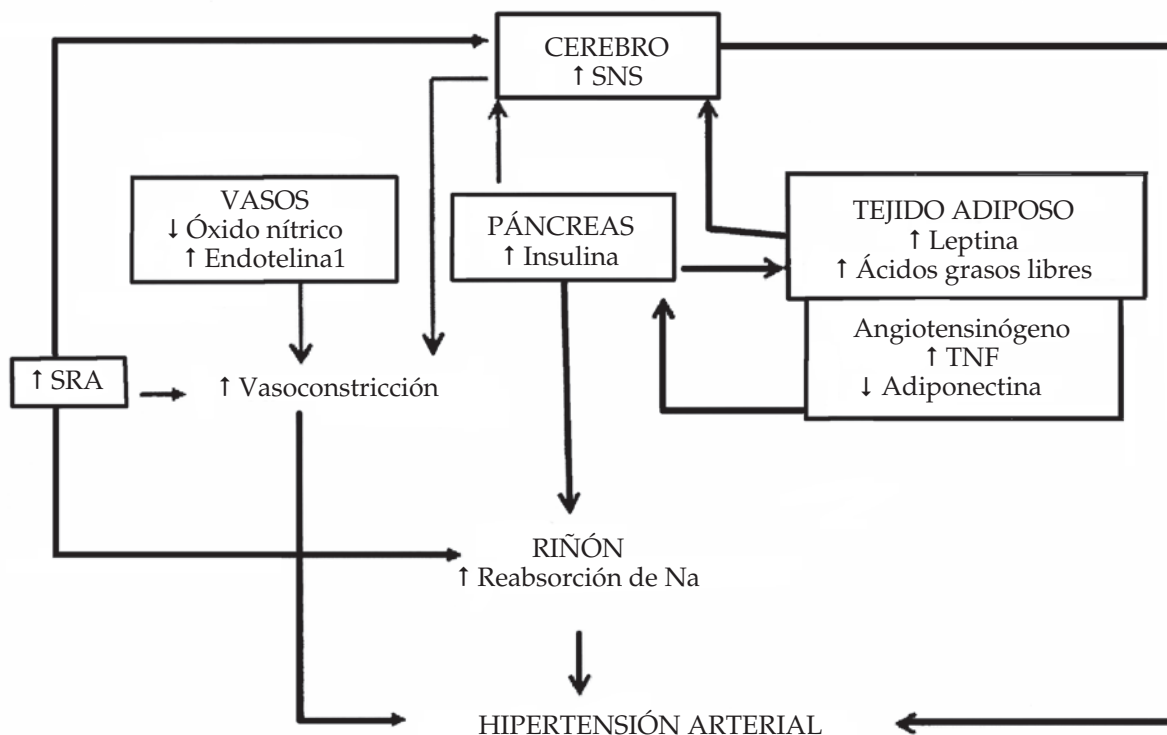 CEREBRO
↑ SNS
VASOS
↓ Óxido nítrico
↑ Endotelina1
PÁNCREAS
↑ Insulina
TEJIDO ADIPOSO
↑ Leptina
↑ Ácidos grasos libres
Angiotensinógeno
↑ TNF
↓ Adiponectina
↑ SRA
↑ Vasoconstricción
RIÑÓN
↑ Reabsorción de Na
HIPERTENSIÓN ARTERIAL